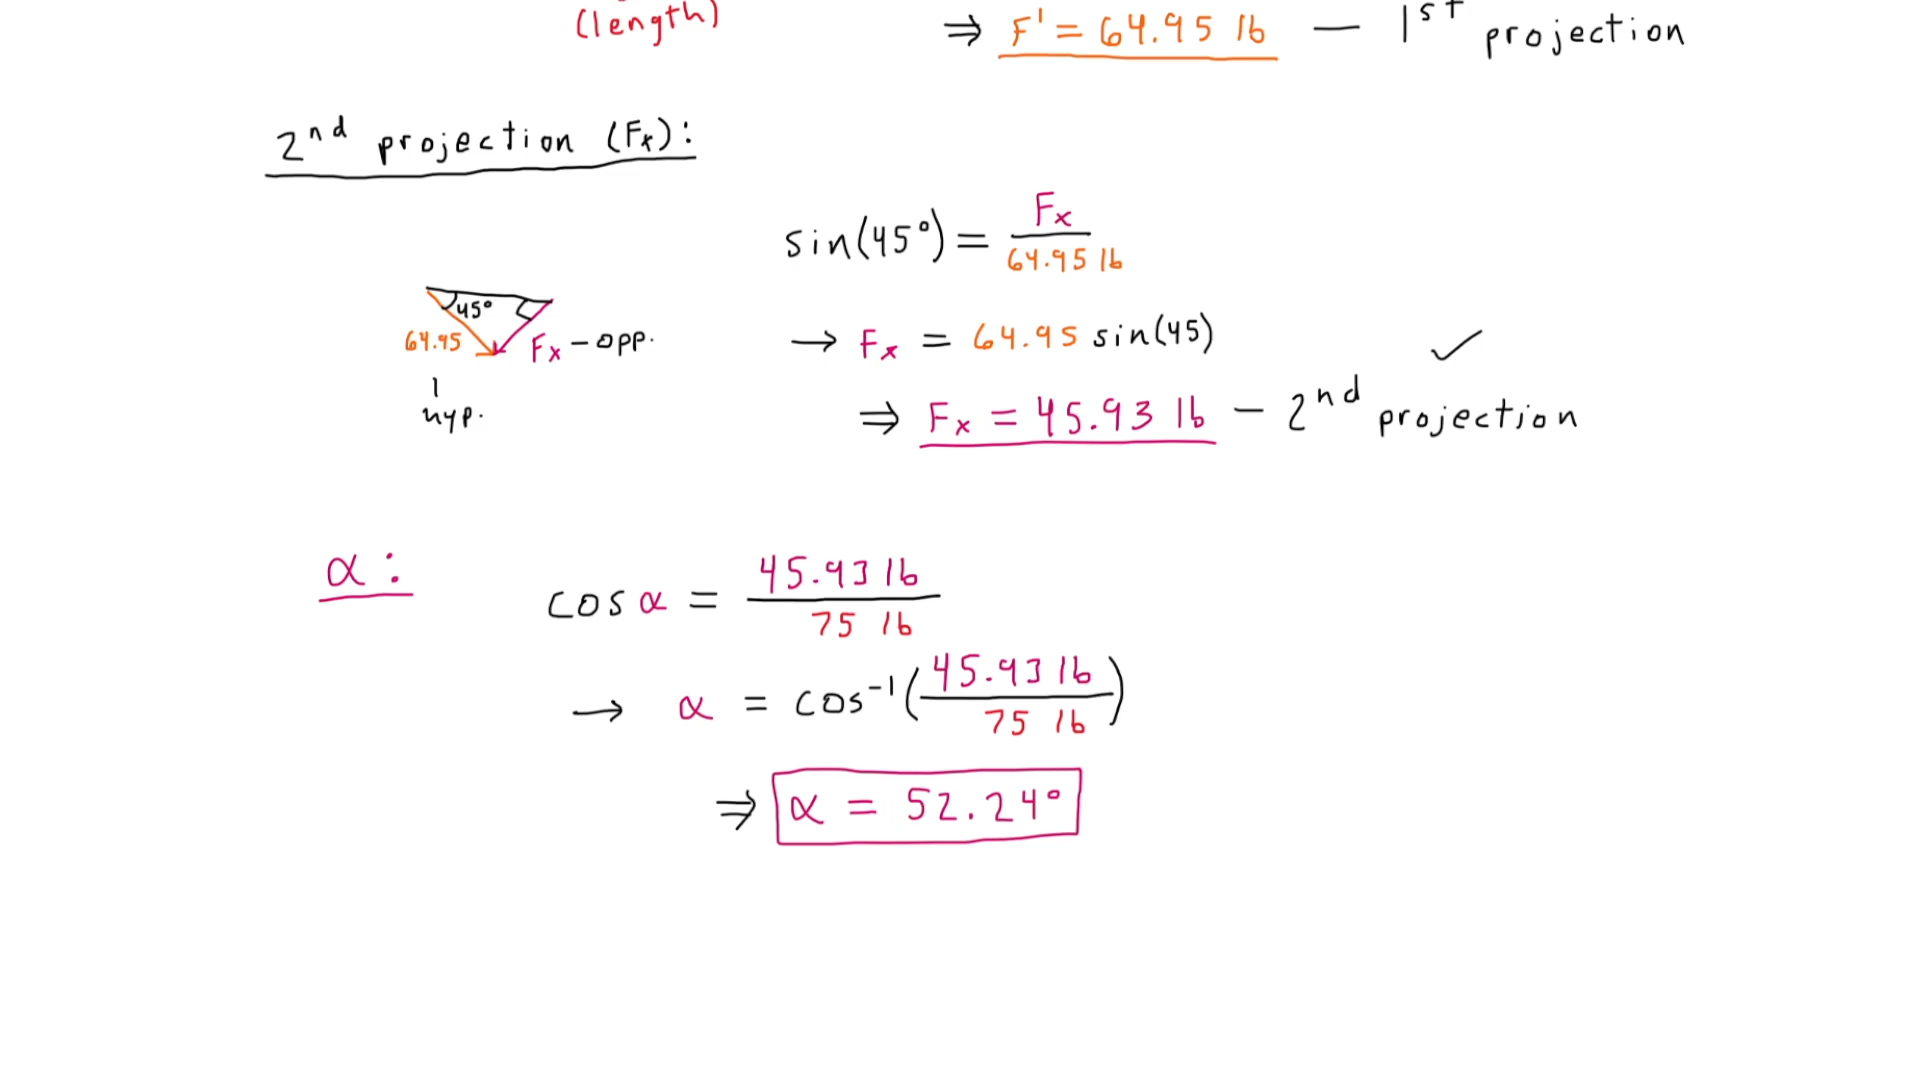 (length)
⇒ F' = 64.95 lb — 1st projection
2nd projection (Fx):
sin(45°) = Fx / 64.95 lb
45°
64.95
Fx - opp.
hyp.
→ Fx = 64.95 sin(45)
✓
⇒ Fx = 45.93 lb - 2nd projection
α:
cos α = 45.93 lb / 75 lb
→ α = cos⁻¹(45.93 lb / 75 lb)
⇒ α = 52.24°